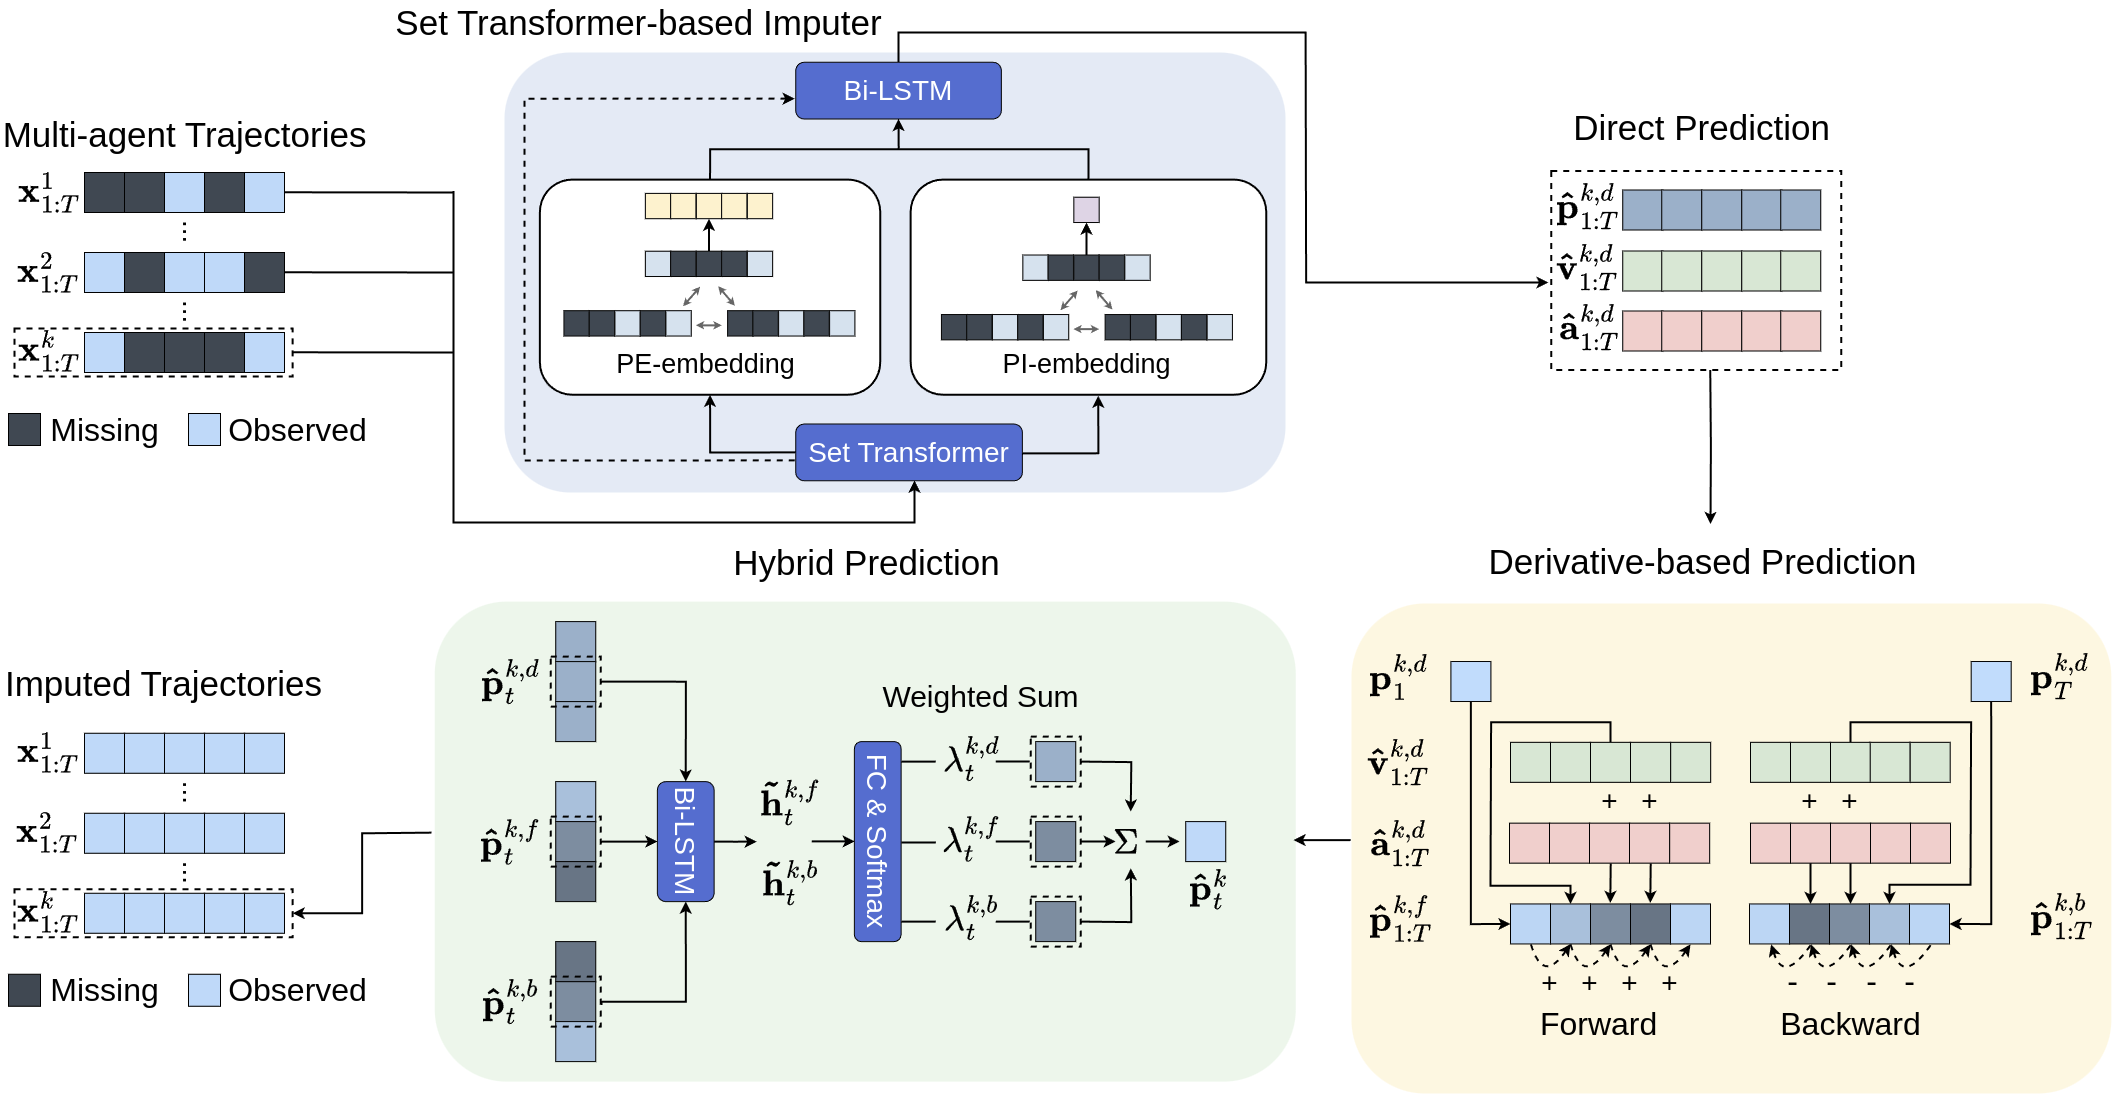 Set Transformer-based Imputer
Bi-LSTM
Multi-agent Trajectories
Direct Prediction
$\mathbf{x}^{1}_{1:T}$
$\hat{\mathbf{p}}^{k,d}_{1:T}$
⋮
$\mathbf{x}^{2}_{1:T}$
$\hat{\mathbf{v}}^{k,d}_{1:T}$
⋮
$\hat{\mathbf{a}}^{k,d}_{1:T}$
$\mathbf{x}^{k}_{1:T}$
PE-embedding
PI-embedding
Missing
Observed
Set Transformer
Hybrid Prediction
Derivative-based Prediction
Imputed Trajectories
$\mathbf{x}^{1}_{1:T}$
⋮
$\mathbf{x}^{2}_{1:T}$
⋮
$\mathbf{x}^{k}_{1:T}$
Missing
Observed
$\hat{\mathbf{p}}^{k,d}_{t}$
$\hat{\mathbf{p}}^{k,f}_{t}$
$\hat{\mathbf{p}}^{k,b}_{t}$
Bi-LSTM
$\tilde{\mathbf{h}}^{k,f}_{t}$
$\tilde{\mathbf{h}}^{k,b}_{t}$
FC & Softmax
Weighted Sum
$\lambda^{k,d}_{t}$
$\lambda^{k,f}_{t}$
$\lambda^{k,b}_{t}$
Σ
$\hat{\mathbf{p}}^{k}_{t}$
$\mathbf{p}^{k,d}_{1}$
$\mathbf{p}^{k,d}_{T}$
$\hat{\mathbf{v}}^{k,d}_{1:T}$
+ + + +
$\hat{\mathbf{a}}^{k,d}_{1:T}$
$\hat{\mathbf{p}}^{k,f}_{1:T}$
$\hat{\mathbf{p}}^{k,b}_{1:T}$
+ + + + - - - -
Forward
Backward